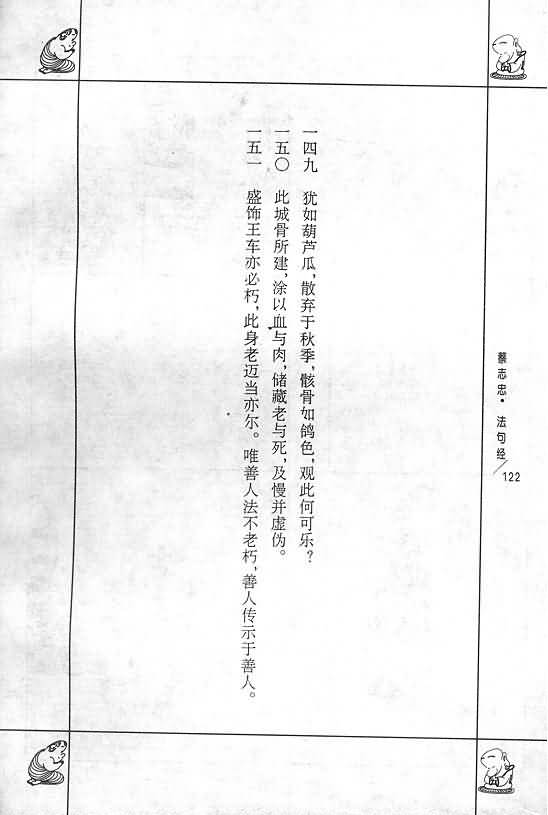 一四九 犹如葫芦瓜，散弃于秋季，骸骨如鸽色，观此何可乐？
一五〇 此城骨所建，涂以血与肉，储藏老与死，及慢并虚伪。
一五一 盛饰王车亦必朽，此身老迈当亦尔。唯善人法不老朽，善人传示于善人。
蔡志忠·法句经/122